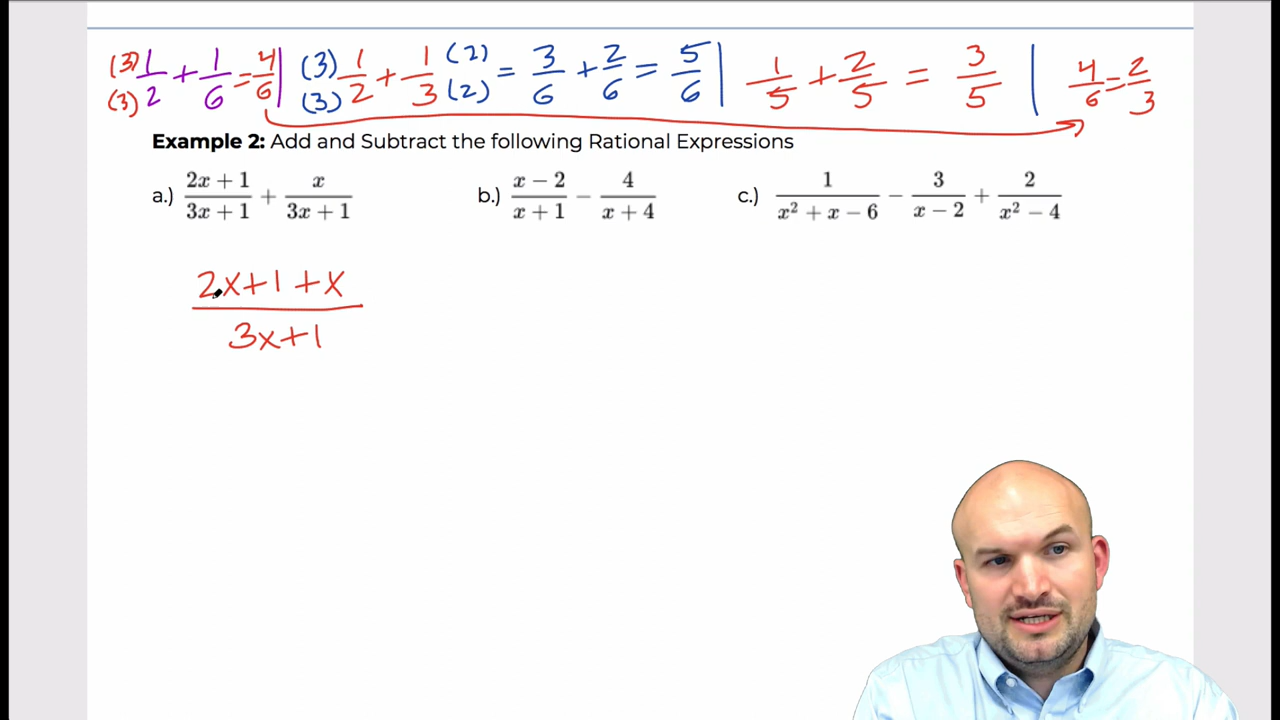 (3)/(3) 1/2 + 1/6 = 4/6 | (3)/(3) 1/2 + 1/3 (2)/(2) = 3/6 + 2/6 = 5/6 | 1/5 + 2/5 = 3/5 | 4/6 = 2/3
Example 2: Add and Subtract the following Rational Expressions
a.) (2x + 1)/(3x + 1) + x/(3x + 1) b.) (x − 2)/(x + 1) − 4/(x + 4) c.) 1/(x² + x − 6) − 3/(x − 2) + 2/(x² − 4)
2x+1+x
3x+1